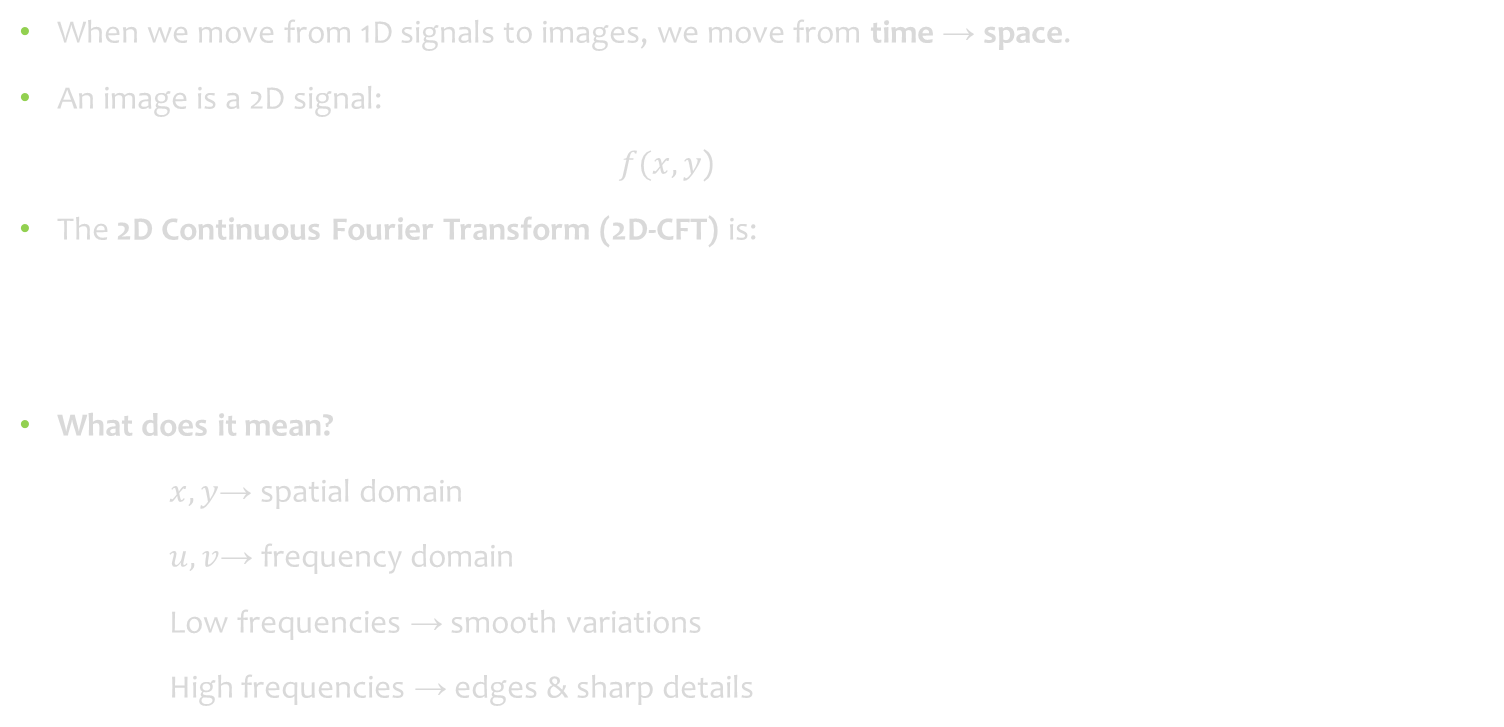 • When we move from 1D signals to images, we move from time → space.
• An image is a 2D signal:
f(x, y)
• The 2D Continuous Fourier Transform (2D-CFT) is:
• What does it mean?
x, y→ spatial domain
u, v→ frequency domain
Low frequencies → smooth variations
High frequencies → edges & sharp details